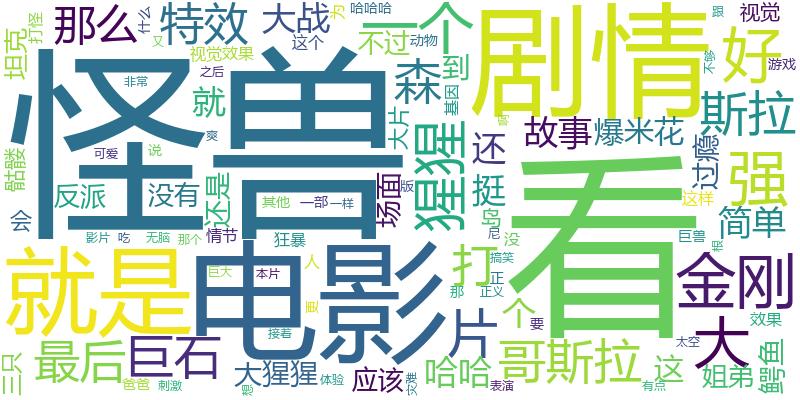 怪兽
看
剧情
电影
就是
一个
特效
那么
大战
不过
这个
什么
又
为
哈哈哈
动物
跟
视觉
打怪
坦克
视觉效果
之后
非常
爽
就
森
到
基因
大片
好
不够
游戏
斯拉
故事
爆米花
过瘾
强
骷髅
可爱
说
反派
没有
还是
其他
一部
一样
版
场面
猩猩
还
挺
岛
这样
简单
会
影片
吃
无脑
那个
情节
狂暴
尼
没
搞笑
巨兽
根
巨大
本片
人
更
打
正
那
正义
个
要
金刚
效果
片
太空
大
三只
最后
巨石
爸爸
刺激
接着
大猩猩
想
体验
应该
灾难
哈哈
表演
哥斯拉
这
有点
姐弟
鳄鱼